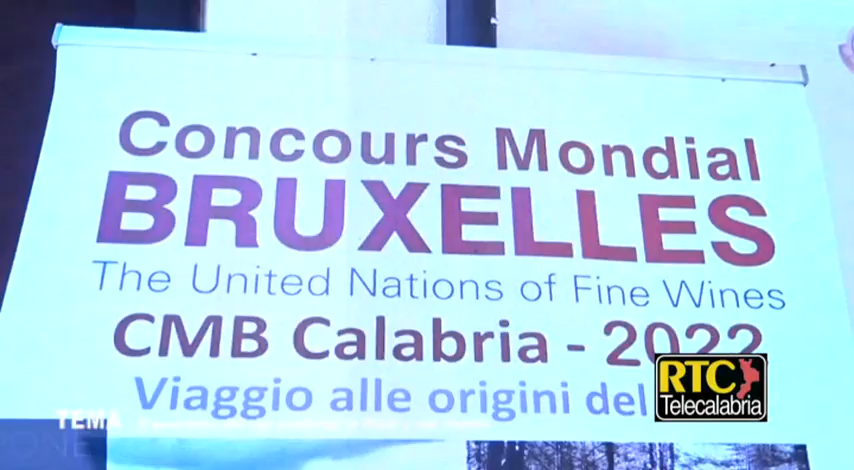 Concours Mondial
BRUXELLES
The United Nations of Fine Wines
CMB Calabria - 2022
Viaggio alle origini del
RTC
Telecalabria
TEMA